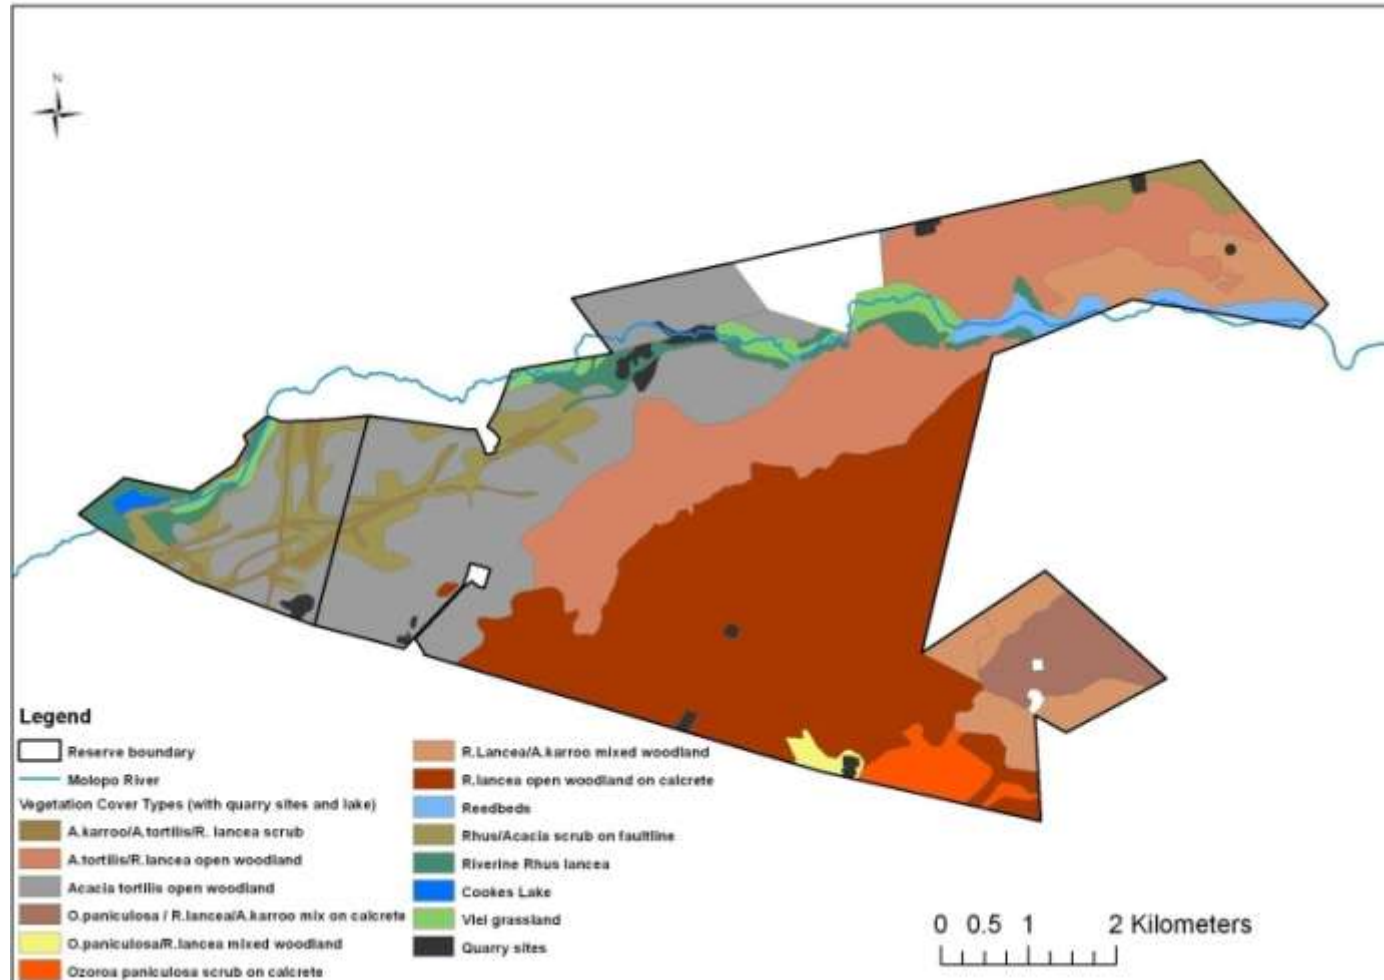 N
Legend
Reserve boundary
Molopo River
Vegetation Cover Types (with quarry sites and lake)
A.karroo/A.tortilis/R. lancea scrub
A.tortilis/R.lancea open woodland
Acacia tortilis open woodland
O.paniculosa / R.lancea/A.karroo mix on calcrete
O.paniculosa/R.lancea mixed woodland
Ozoroa paniculosa scrub on calcrete
R.Lancea/A.karroo mixed woodland
R.lancea open woodland on calcrete
Reedbeds
Rhus/Acacia scrub on faultline
Riverine Rhus lancea
Cookes Lake
Vlei grassland
Quarry sites
0 0.5 1 2 Kilometers